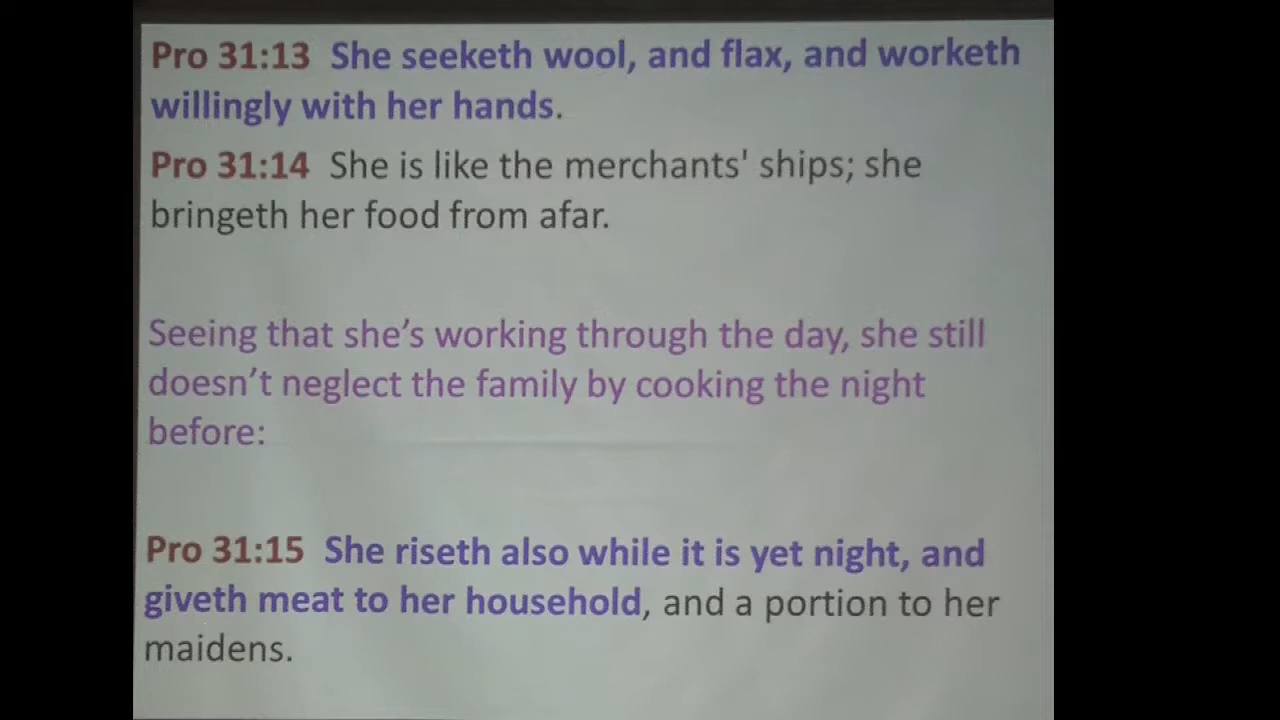 Pro 31:13 She seeketh wool, and flax, and worketh
willingly with her hands.
Pro 31:14 She is like the merchants' ships; she
bringeth her food from afar.
Seeing that she’s working through the day, she still
doesn’t neglect the family by cooking the night
before:
Pro 31:15 She riseth also while it is yet night, and
giveth meat to her household, and a portion to her
maidens.